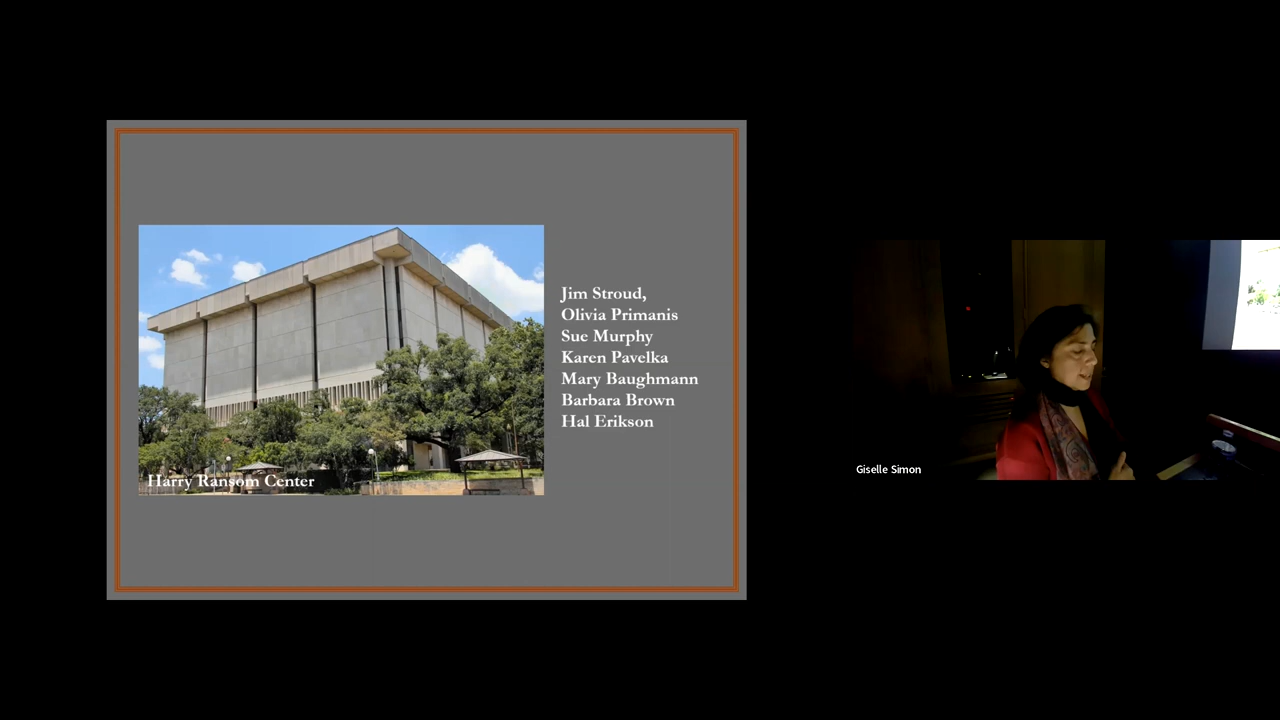 Jim Stroud,
Olivia Primanis
Sue Murphy
Karen Pavelka
Mary Baughmann
Barbara Brown
Hal Erikson
Harry Ransom Center
Giselle Simon